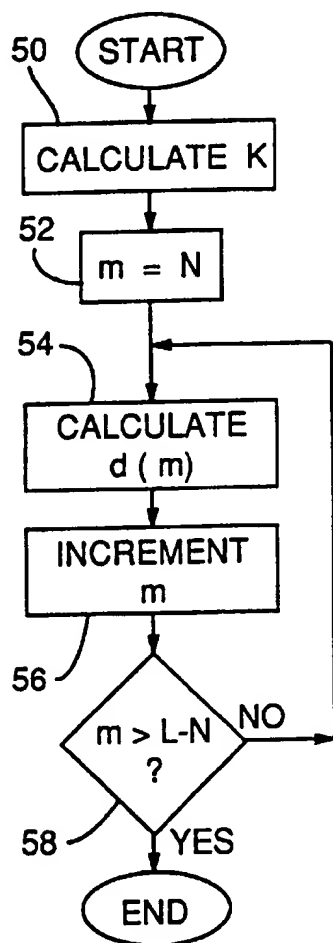 START
50
CALCULATE K
52
m = N
54
CALCULATE
d ( m)
INCREMENT
m
56
m > L-N
?
NO
58
YES
END